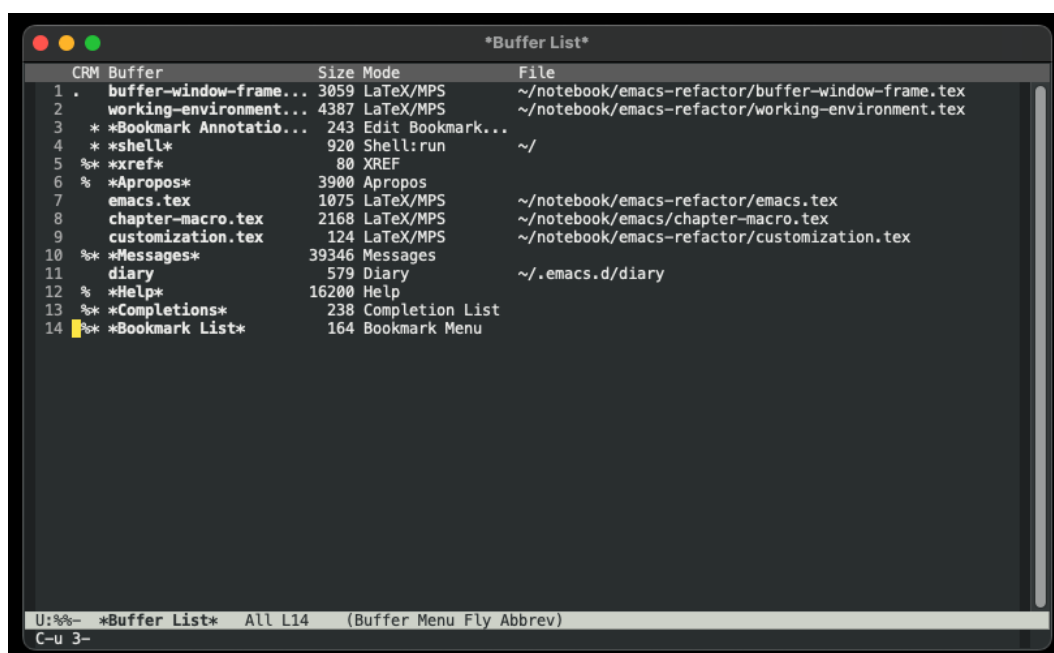 *Buffer List*
CRM Buffer Size Mode File
1 . buffer-window-frame... 3059 LaTeX/MPS ~/notebook/emacs-refactor/buffer-window-frame.tex
2 working-environment... 4387 LaTeX/MPS ~/notebook/emacs-refactor/working-environment.tex
3 * *Bookmark Annotatio... 243 Edit Bookmark...
4 * *shell* 920 Shell:run ~/
5 %* *xref* 80 XREF
6 % *Apropos* 3900 Apropos
7 emacs.tex 1075 LaTeX/MPS ~/notebook/emacs-refactor/emacs.tex
8 chapter-macro.tex 2168 LaTeX/MPS ~/notebook/emacs/chapter-macro.tex
9 customization.tex 124 LaTeX/MPS ~/notebook/emacs-refactor/customization.tex
10 %* *Messages* 39346 Messages
11 diary 579 Diary ~/.emacs.d/diary
12 % *Help* 16200 Help
13 %* *Completions* 238 Completion List
14 %* *Bookmark List* 164 Bookmark Menu
U:%%- *Buffer List* All L14 (Buffer Menu Fly Abbrev)
C-u 3-